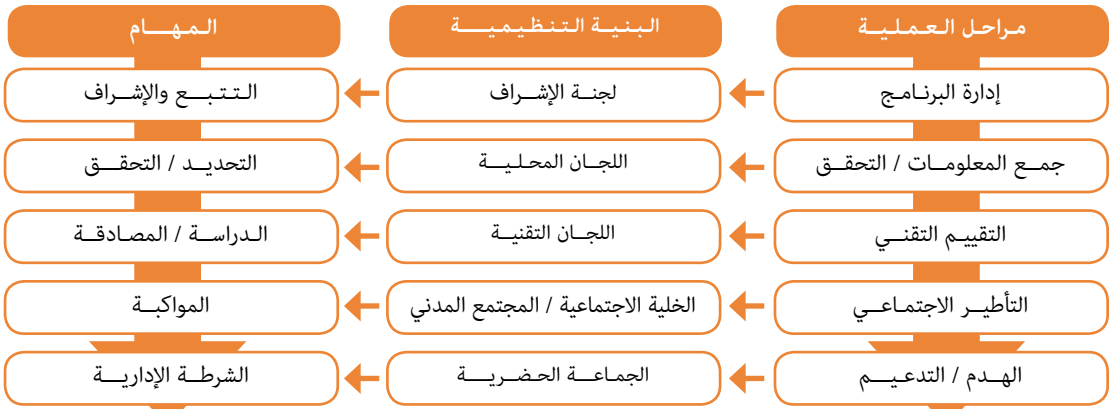 مراحل العملية
البنية التنظيمية
المهام
إدارة البرنامج
لجنة الإشراف
التتبع والإشراف
جمع المعلومات / التحقق
اللجان المحلية
التحديد / التحقق
التقييم التقني
اللجان التقنية
الدراسة / المصادقة
التأطير الاجتماعي
الخلية الاجتماعية / المجتمع المدني
المواكبة
الهدم / التدعيم
الجماعة الحضرية
الشرطة الإدارية